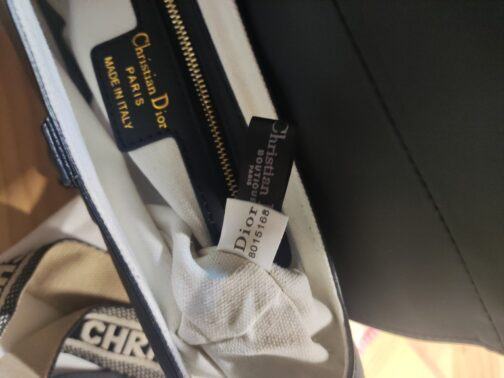 Christian Dior
PARIS
MADE IN ITALY
Christian
BOUTIQUE
PARIS
Dior
8015168
CHRI